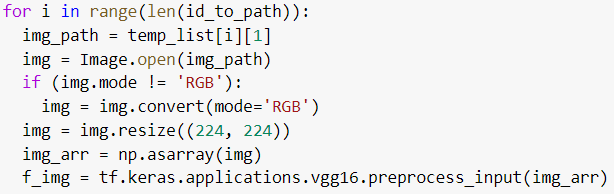 for i in range(len(id_to_path)):
  img_path = temp_list[i][1]
  img = Image.open(img_path)
  if (img.mode != 'RGB'):
    img = img.convert(mode='RGB')
  img = img.resize((224, 224))
  img_arr = np.asarray(img)
  f_img = tf.keras.applications.vgg16.preprocess_input(img_arr)